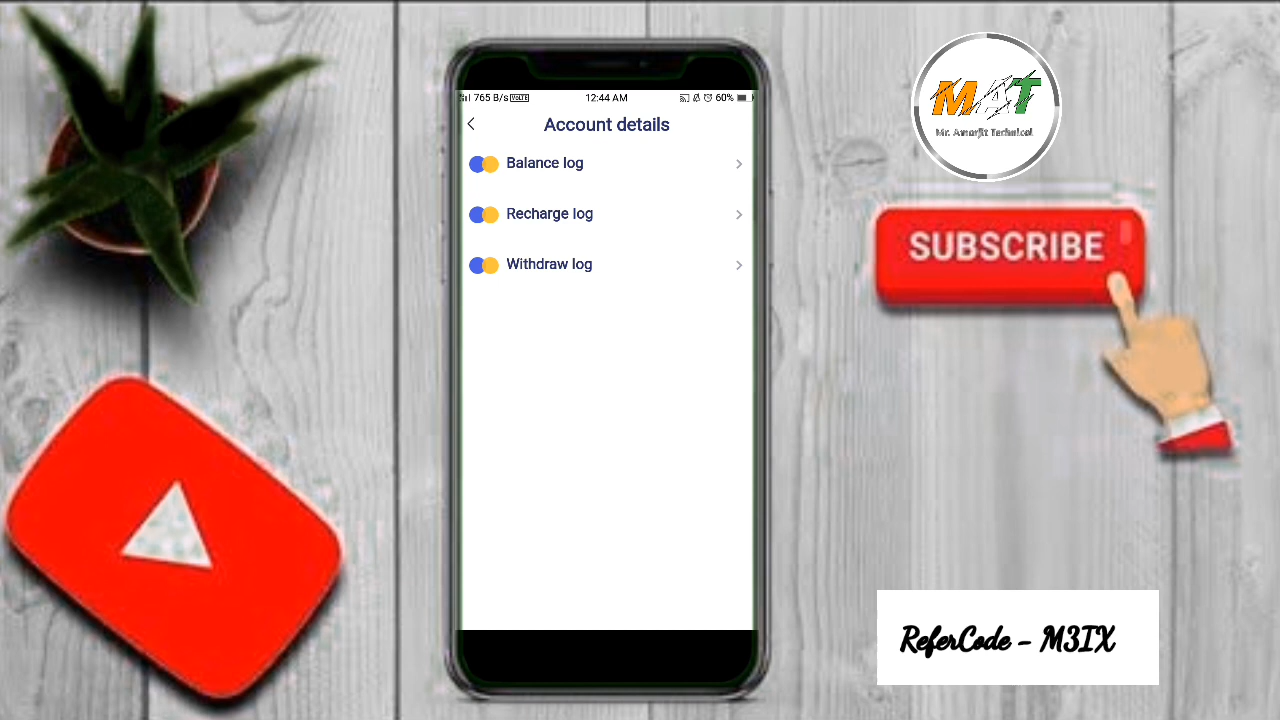 765 B/s VoLTE 12:44 AM 60%
Account details
Balance log
Recharge log
Withdraw log
MAT
Mr. Amarjit Technical
SUBSCRIBE
ReferCode - M3IX